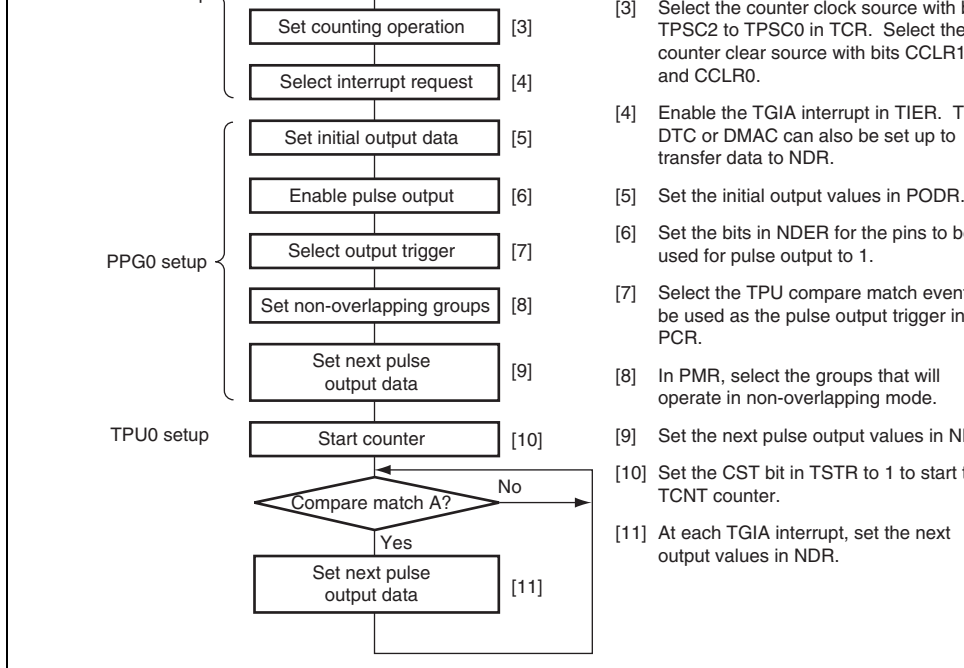 Set counting operation [3]
Select interrupt request [4]
Set initial output data [5]
Enable pulse output [6]
PPG0 setup
Select output trigger [7]
Set non-overlapping groups [8]
Set next pulse
output data
[9]
TPU0 setup
Start counter [10]
Compare match A?
No
Yes
Set next pulse
output data
[11]
[3] Select the counter clock source with
TPSC2 to TPSC0 in TCR. Select the
counter clear source with bits CCLR1
and CCLR0.
[4] Enable the TGIA interrupt in TIER.
DTC or DMAC can also be set up to
transfer data to NDR.
[5] Set the initial output values in PODR.
[6] Set the bits in NDER for the pins to
used for pulse output to 1.
[7] Select the TPU compare match
be used as the pulse output trigger in
PCR.
[8] In PMR, select the groups that will
operate in non-overlapping mode.
[9] Set the next pulse output values in
[10] Set the CST bit in TSTR to 1 to start
TCNT counter.
[11] At each TGIA interrupt, set the next
output values in NDR.